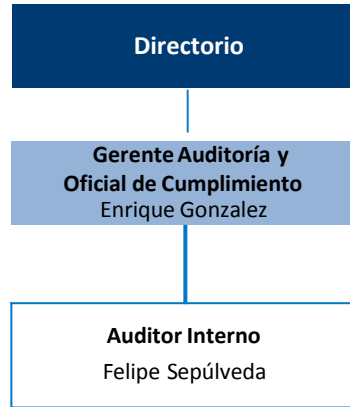 Directorio
Gerente Auditoría y
Oficial de Cumplimiento
Enrique Gonzalez
Auditor Interno
Felipe Sepúlveda